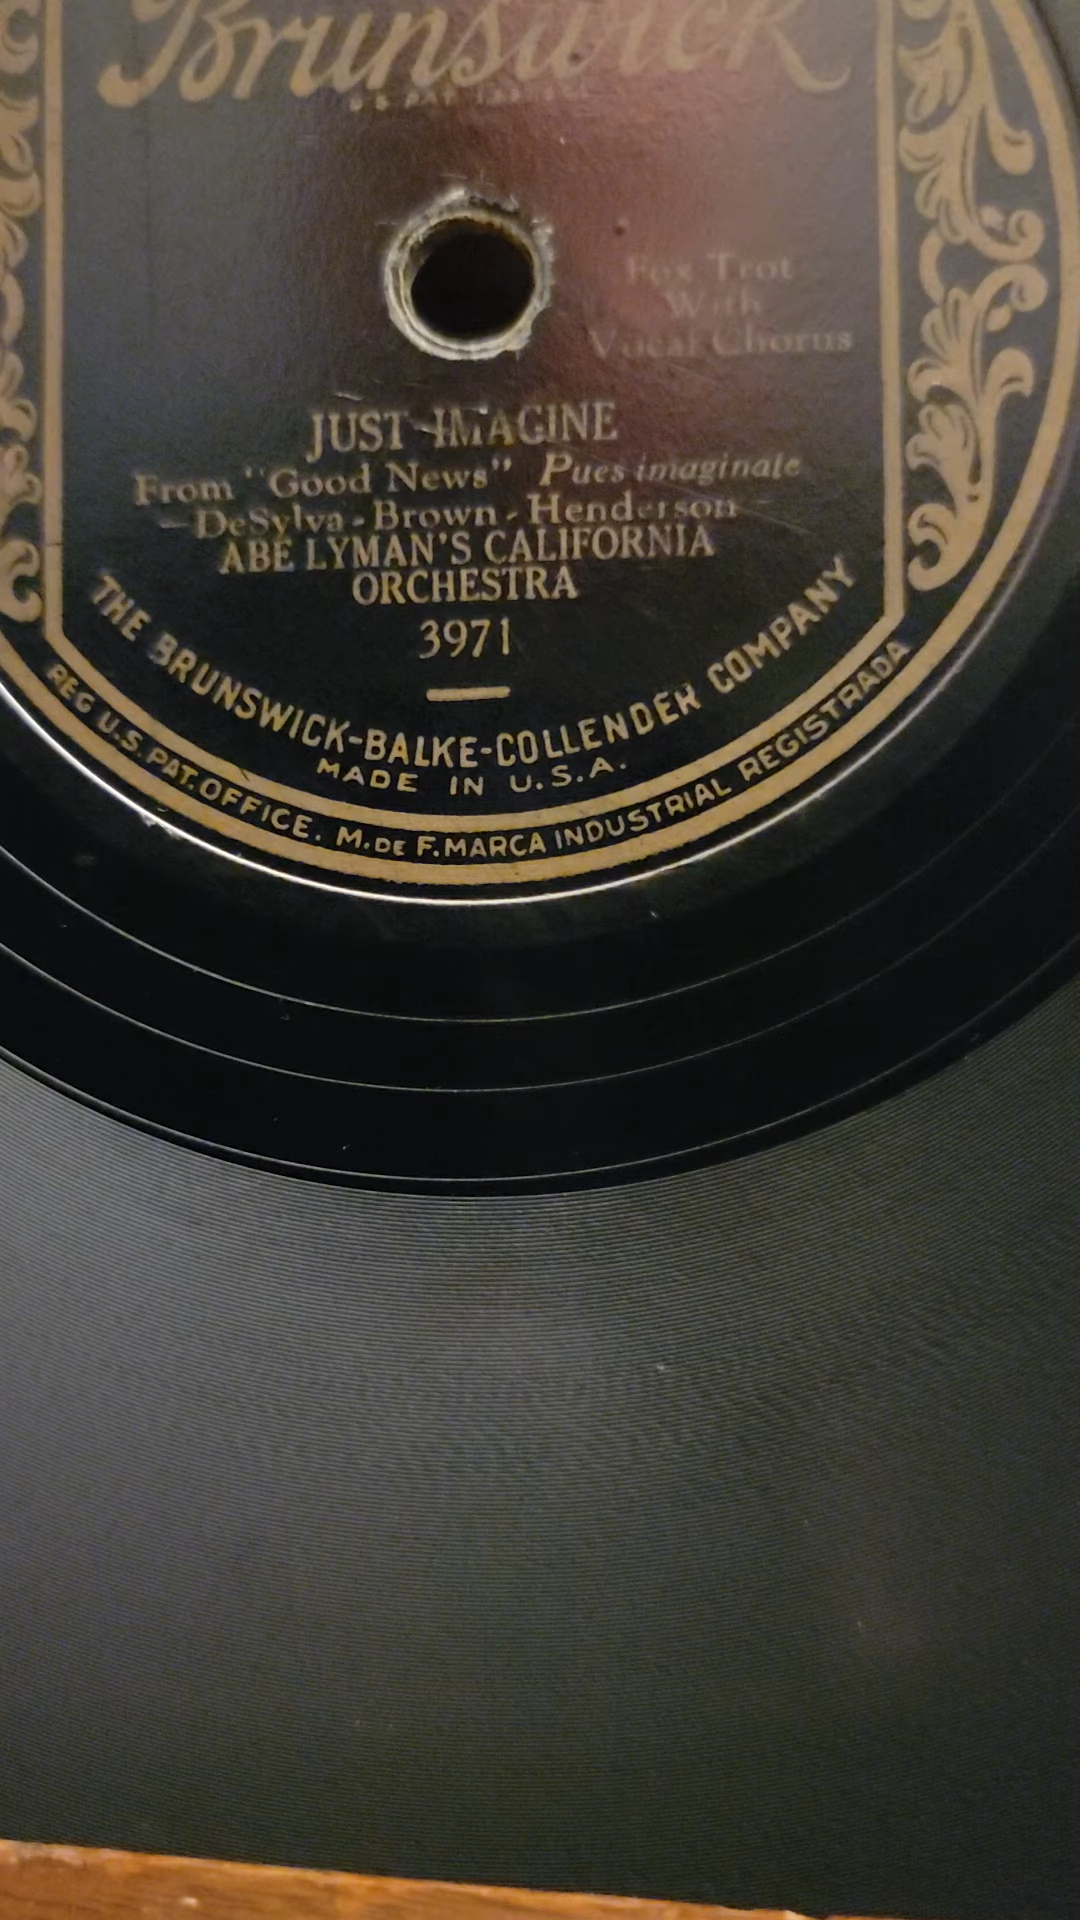 Brunswick
Fox Trot
With
Vocal Chorus
JUST IMAGINE
From "Good News" Pues imaginate
—DeSylva-Brown-Henderson—
ABE LYMAN'S CALIFORNIA
ORCHESTRA
3971
THE BRUNSWICK-BALKE-COLLENDER COMPANY
MADE IN U.S.A.
REG U.S. PAT. OFFICE. M. DE F. MARCA INDUSTRIAL REGISTRADA